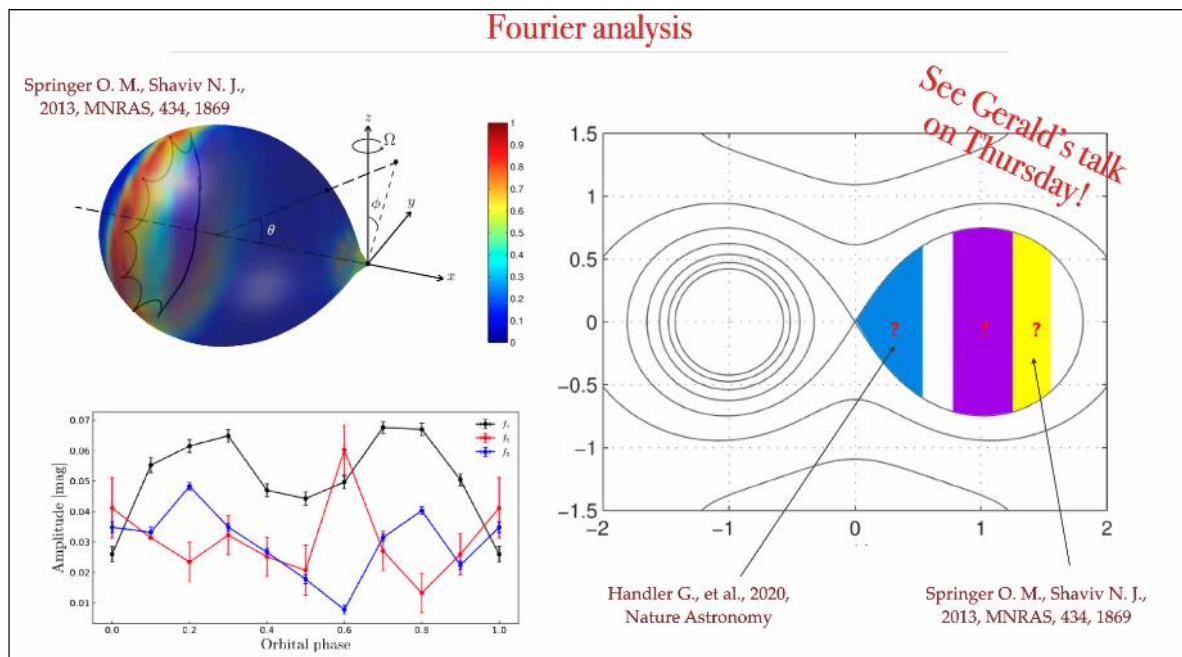 Fourier analysis
Springer O. M., Shaviv N. J.,
2013, MNRAS, 434, 1869
See Gerald's talk
on Thursday!
z
Ω
y
ϕ
θ
x
1
0.9
0.8
0.7
0.6
0.5
0.4
0.3
0.2
0.1
0
1.5
1
0.5
0
−0.5
−1
−1.5
−2
−1
0
1
2
?
?
?
Amplitude [mag]
0.07
0.06
0.05
0.04
0.03
0.02
0.01
0.0
0.2
0.4
0.6
0.8
1.0
Orbital phase
Handler G., et al., 2020,
Nature Astronomy
Springer O. M., Shaviv N. J.,
2013, MNRAS, 434, 1869